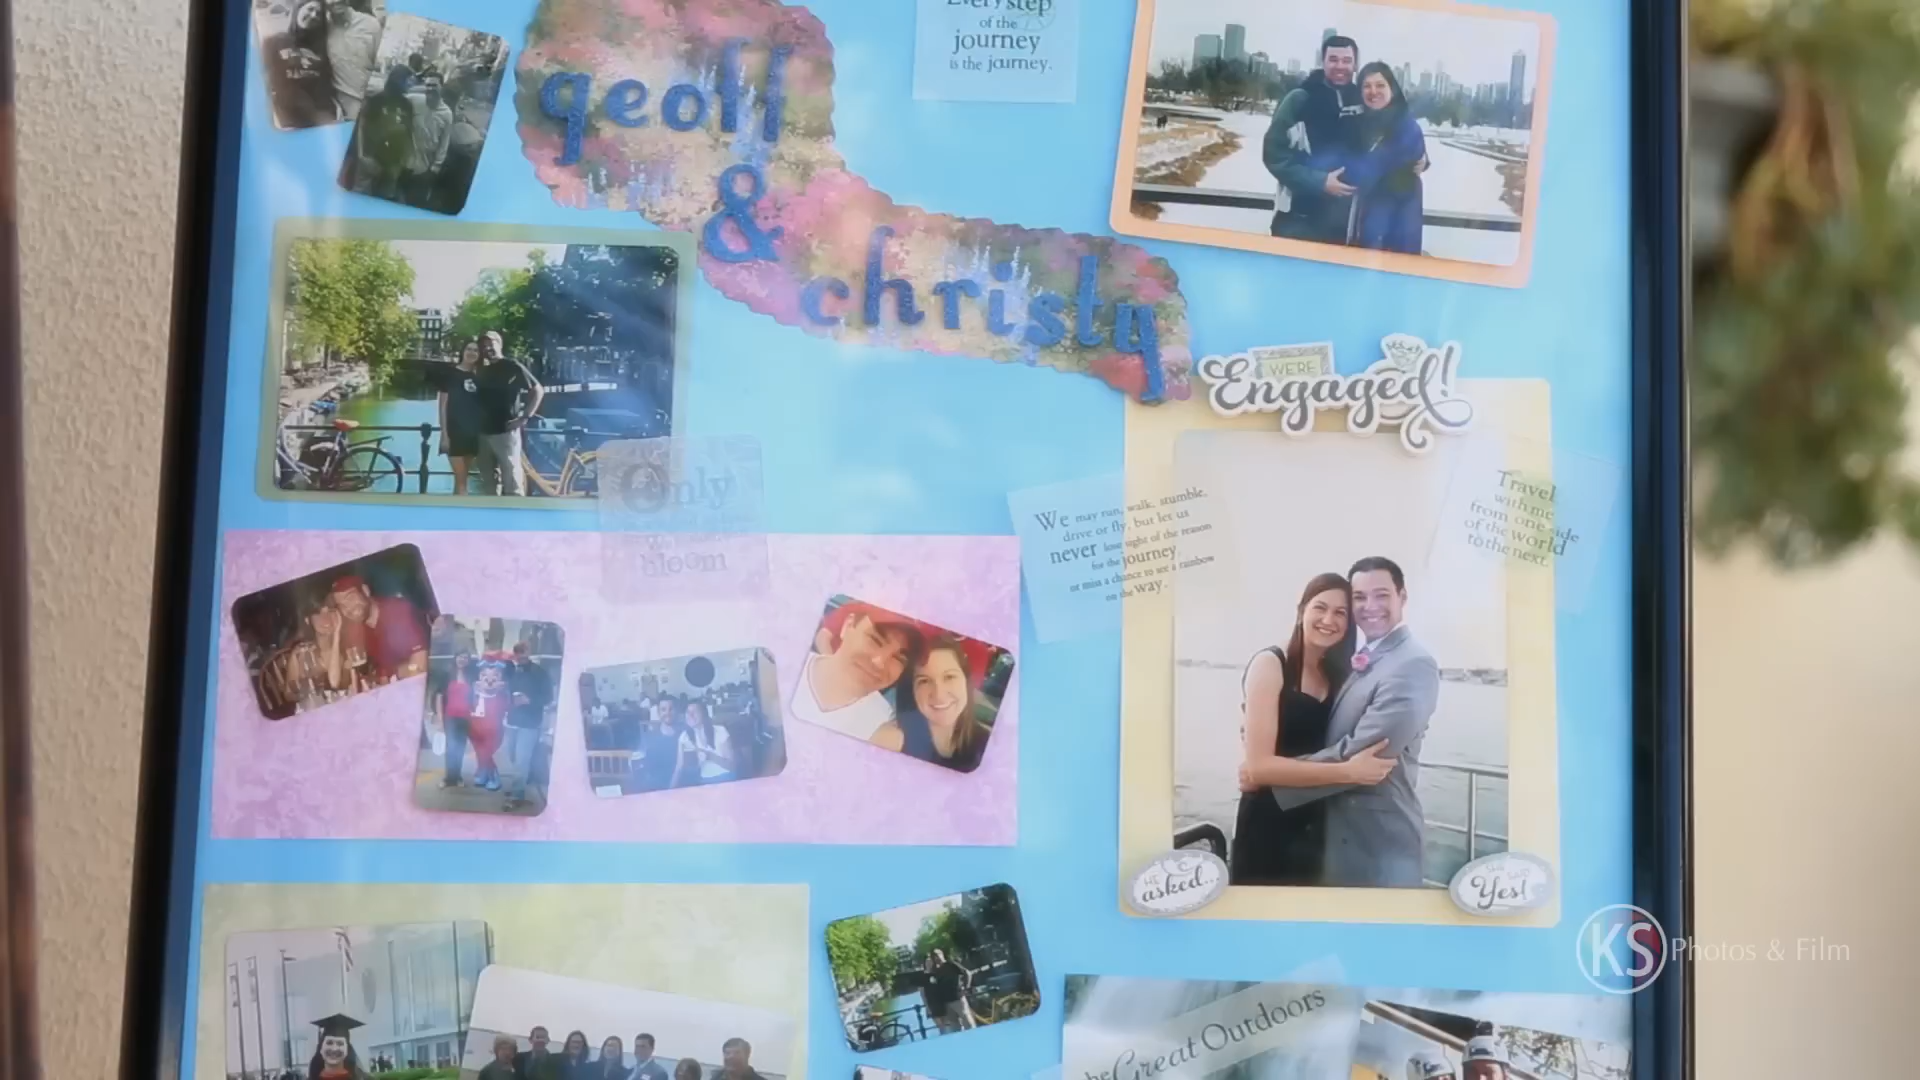 Every step
of the
journey
is the journey.
geoff
&
christy
WE'RE
Engaged!
Only
bloom
We may run, walk, stumble,
drive or fly, but let us
never lose sight of the reason
for the journey
or miss a chance to see a rainbow
on the way.
Travel
with me
from one side
of the world
to the next.
HE
asked...
SHE SAID
Yes!
Great Outdoors
KS Photos & Film